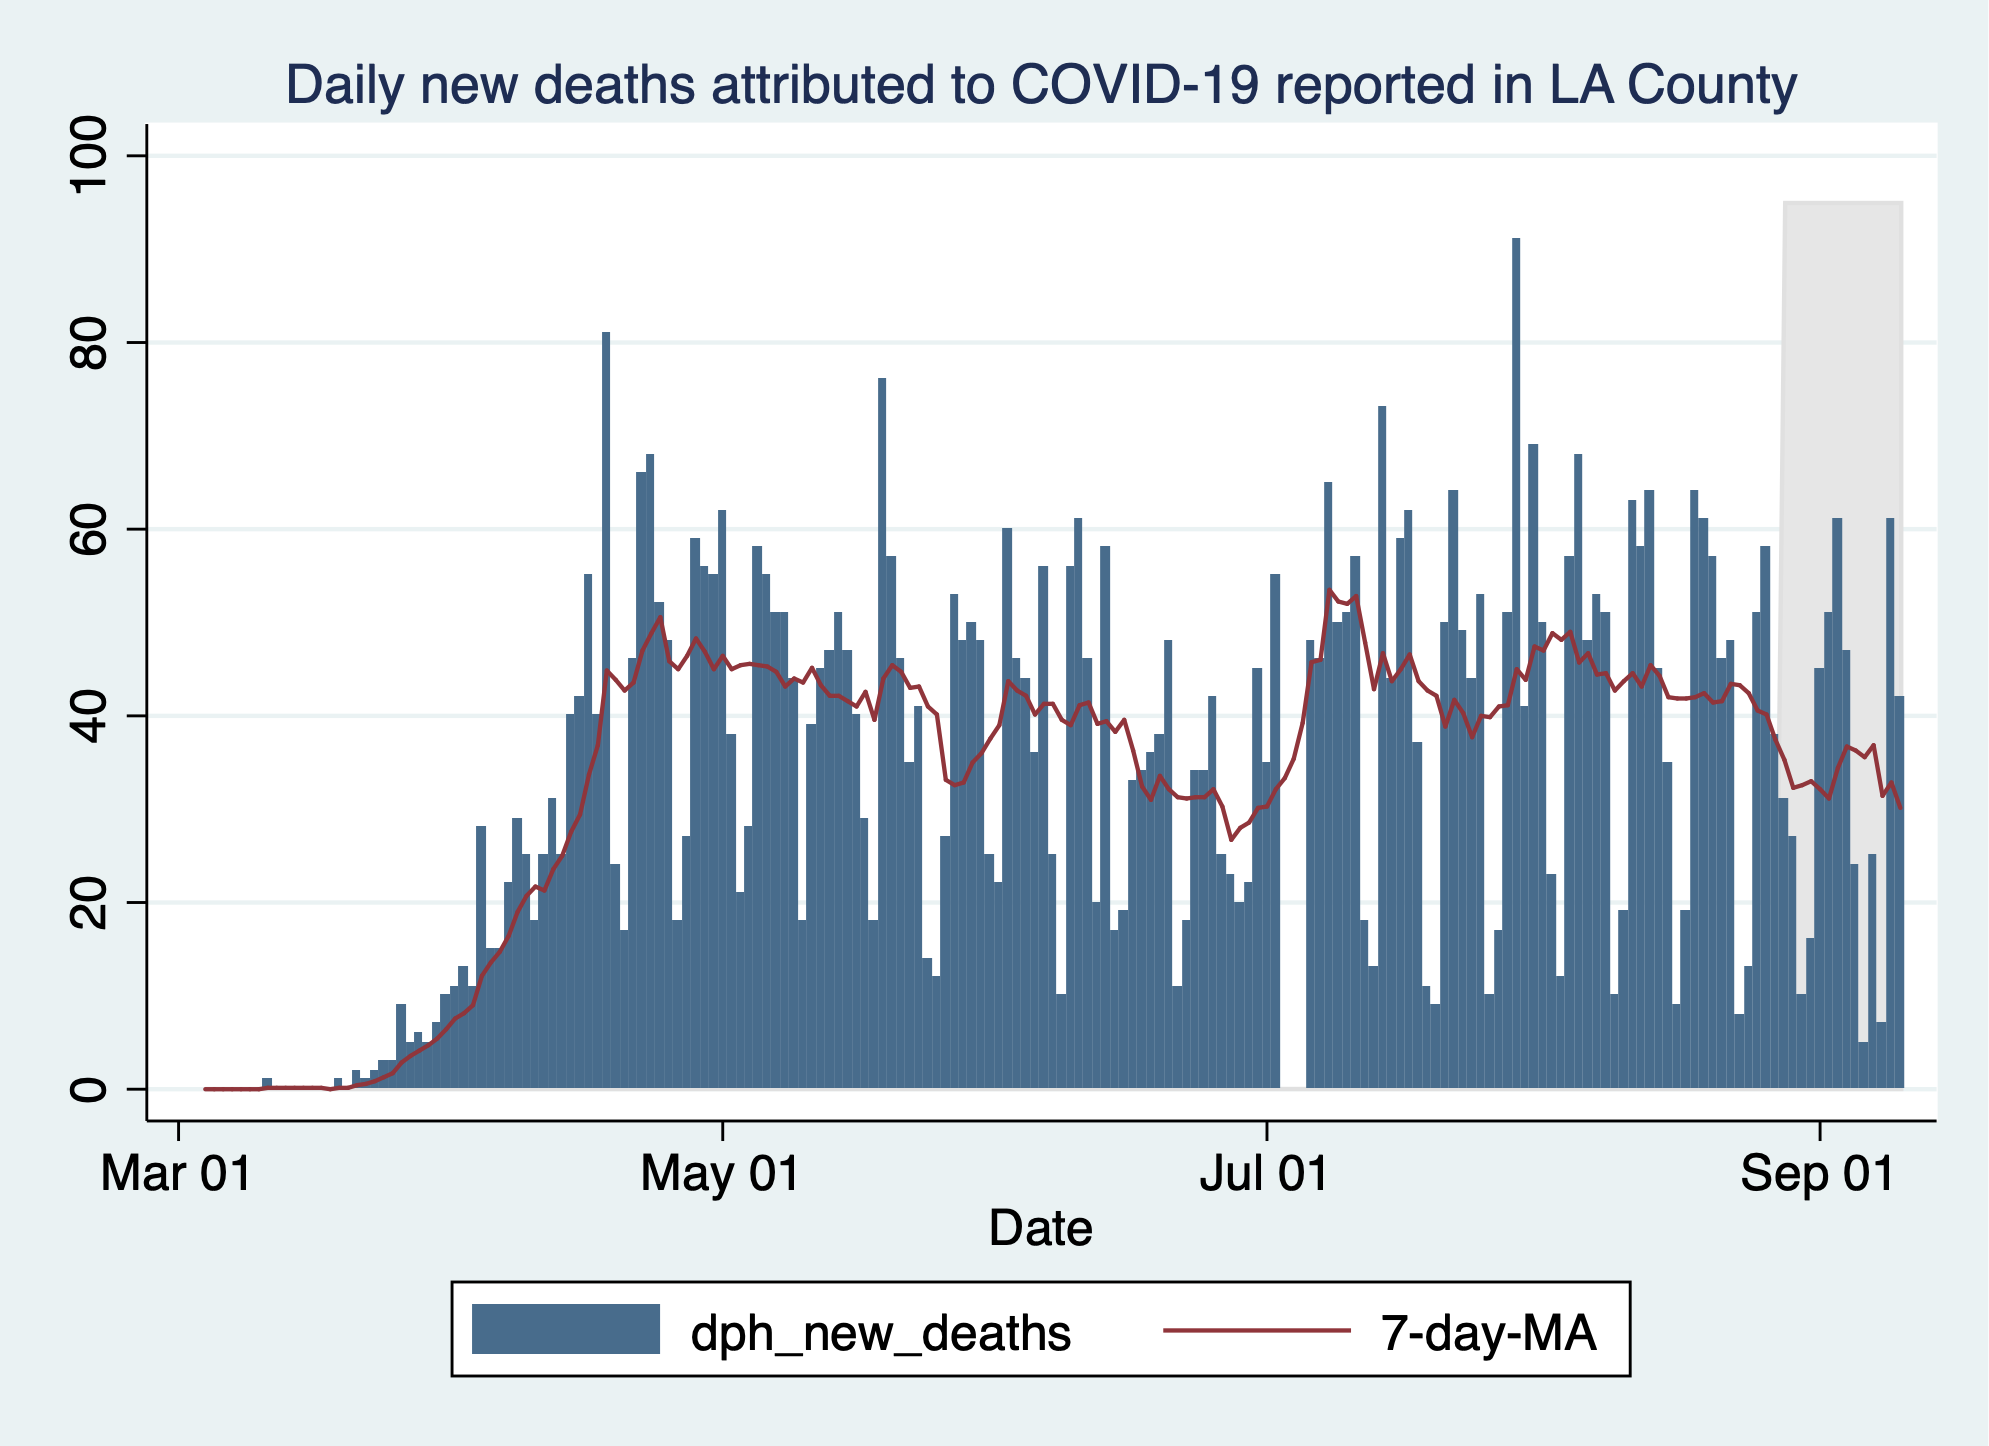 Daily new deaths attributed to COVID-19 reported in LA County
100
80
60
40
20
0
Mar 01 May 01 Jul 01 Sep 01
Date
dph_new_deaths 7-day-MA